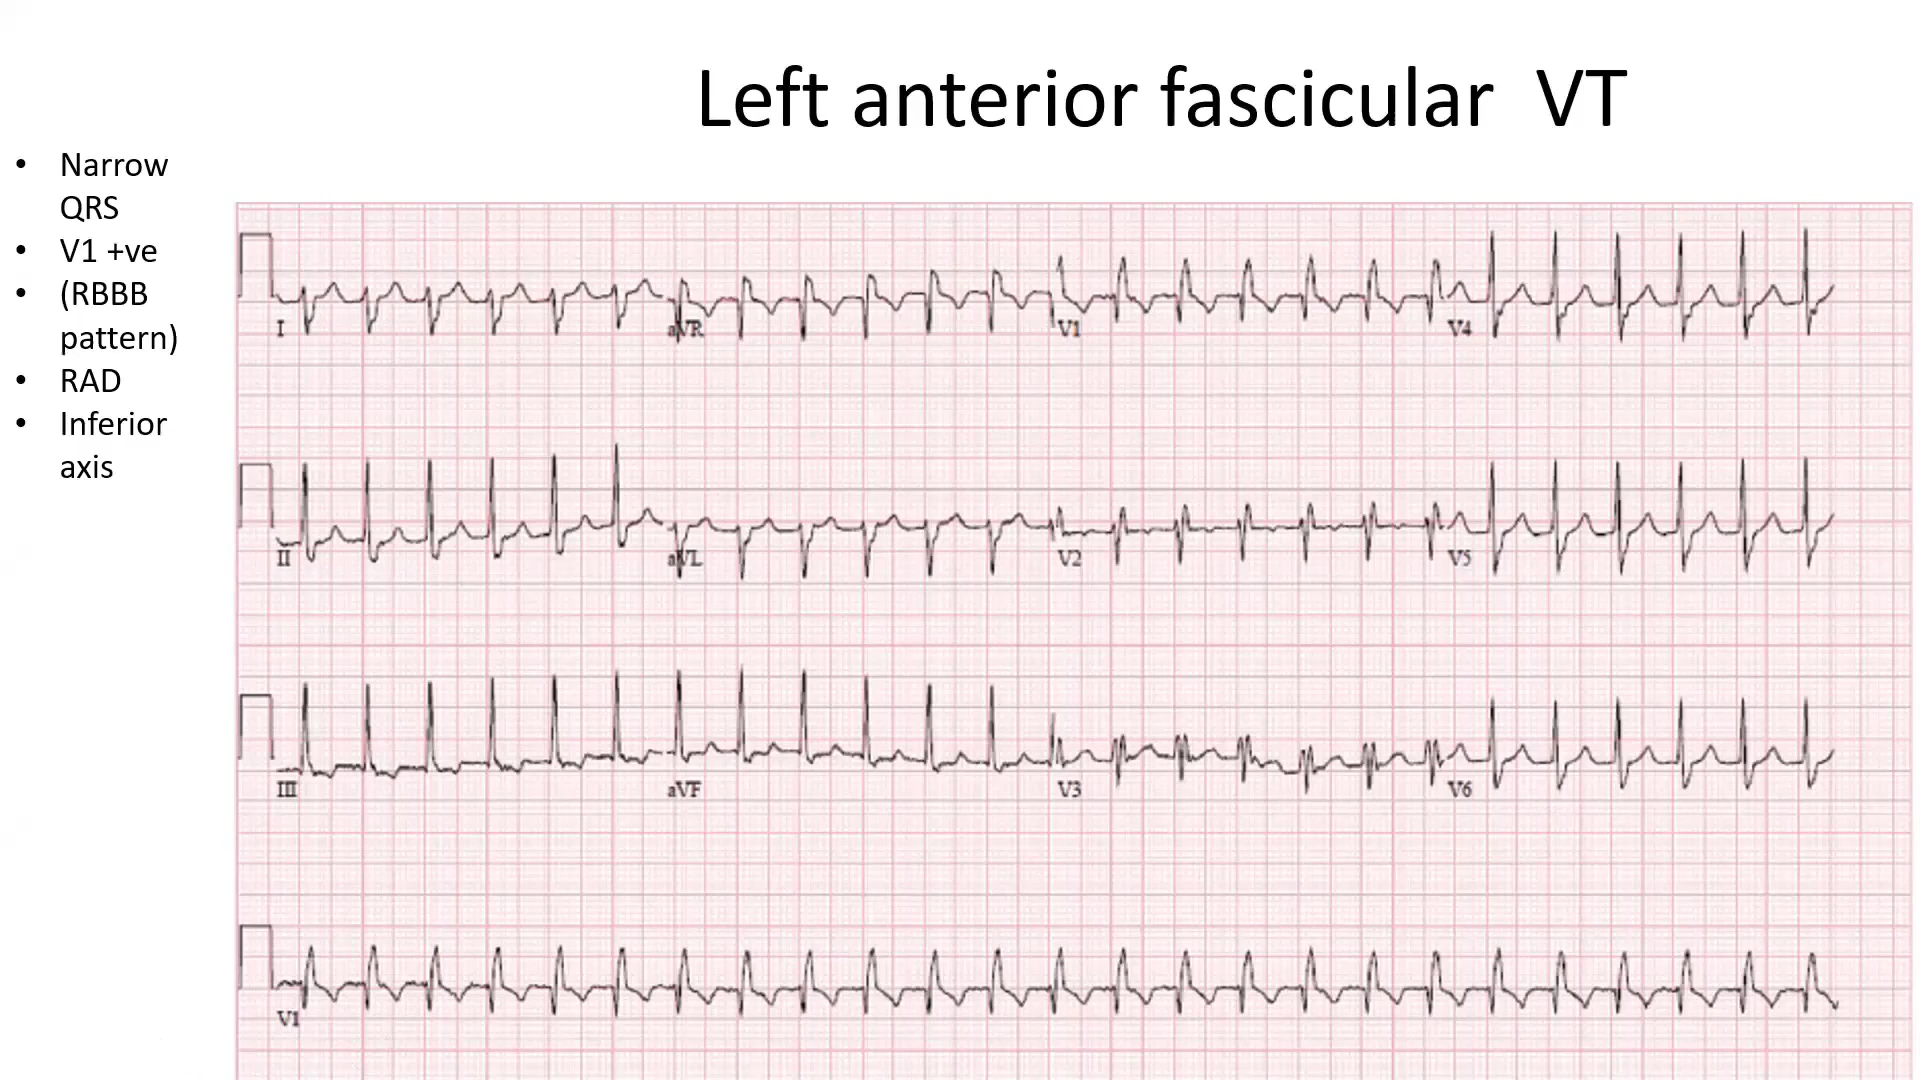 Left anterior fascicular VT
• Narrow
QRS
• V1 +ve
• (RBBB
pattern)
• RAD
• Inferior
axis
I aVR V1 V4
II aVL V2 V5
III aVF V3 V6
V1